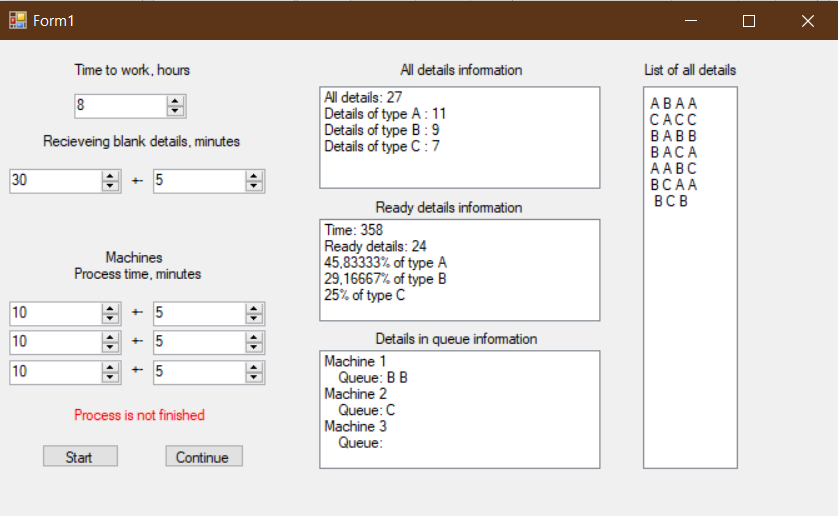 Form1
Time to work, hours
8
Recieveing blank details, minutes
30 +- 5
Machines
Process time, minutes
10 +- 5
10 +- 5
10 +- 5
Process is not finished
Start Continue
All details information
All details: 27
Details of type A : 11
Details of type B : 9
Details of type C : 7
Ready details information
Time: 358
Ready details: 24
45,83333% of type A
29,16667% of type B
25% of type C
Details in queue information
Machine 1
Queue: B B
Machine 2
Queue: C
Machine 3
Queue:
List of all details
A B A A
C A C C
B A B B
B A C A
A A B C
B C A A
B C B